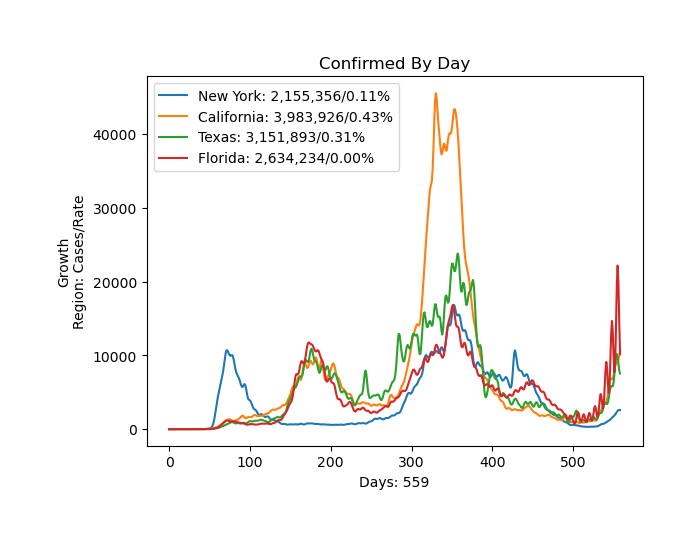 Confirmed By Day
New York: 2,155,356/0.11%
California: 3,983,926/0.43%
Texas: 3,151,893/0.31%
Florida: 2,634,234/0.00%
Growth
Region: Cases/Rate
40000
30000
20000
10000
0
0 100 200 300 400 500
Days: 559